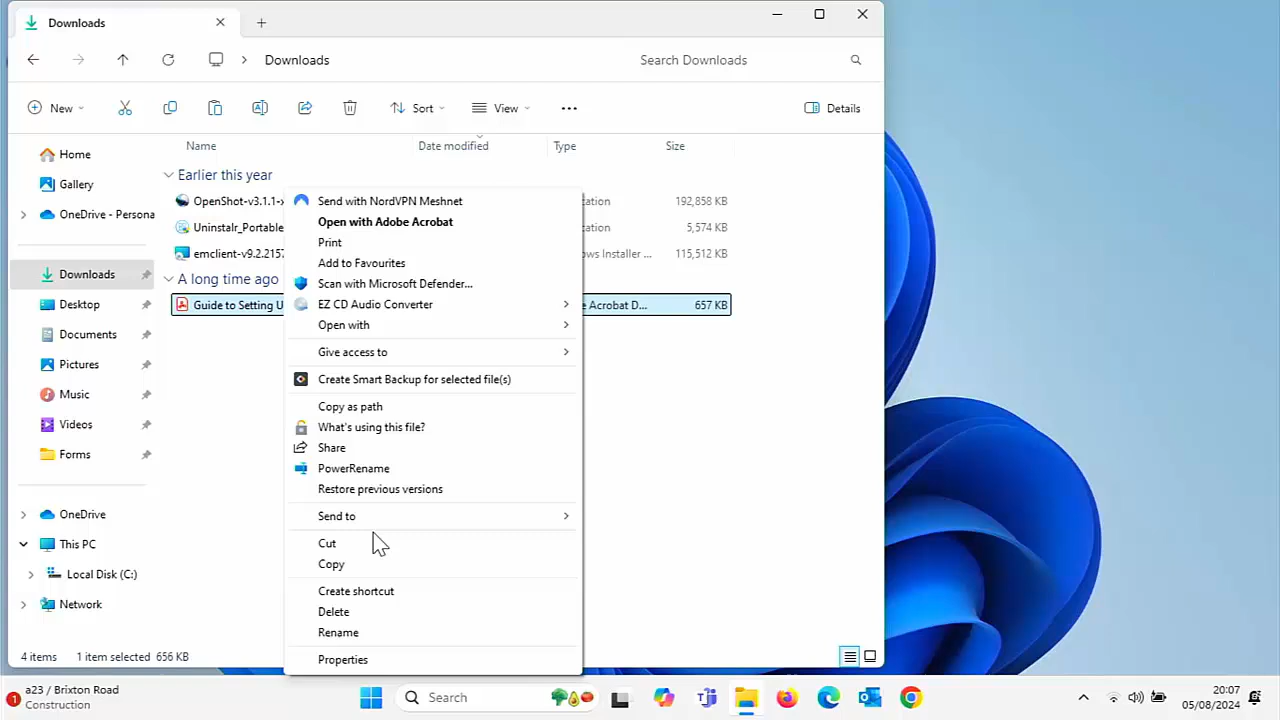 Downloads
Downloads
Search Downloads
New
Sort
View
Details
Name
Date modified
Type
Size
Home
Gallery
OneDrive - Persona
Downloads
Desktop
Documents
Pictures
Music
Videos
Forms
OneDrive
This PC
Local Disk (C:)
Network
Earlier this year
OpenShot-v3.1.1-
192,858 KB
Uninstalr_Portable
5,574 KB
emclient-v9.2.2157
ows Installer ...
115,512 KB
A long time ago
Guide to Setting U
Acrobat D...
657 KB
Send with NordVPN Meshnet
Open with Adobe Acrobat
Print
Add to Favourites
Scan with Microsoft Defender...
EZ CD Audio Converter
Open with
Give access to
Create Smart Backup for selected file(s)
Copy as path
What's using this file?
Share
PowerRename
Restore previous versions
Send to
Cut
Copy
Create shortcut
Delete
Rename
Properties
4 items
1 item selected 656 KB
1
a23 / Brixton Road
Construction
Search
20:07
05/08/2024